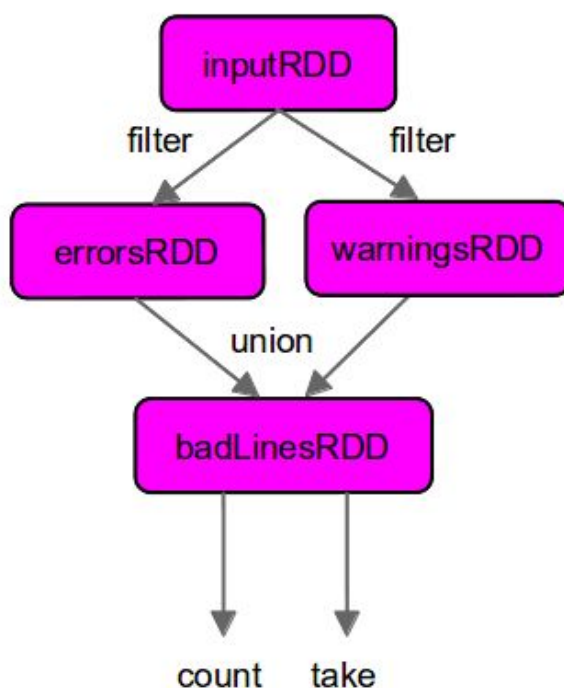 inputRDD
filter filter
errorsRDD warningsRDD
union
badLinesRDD
count take